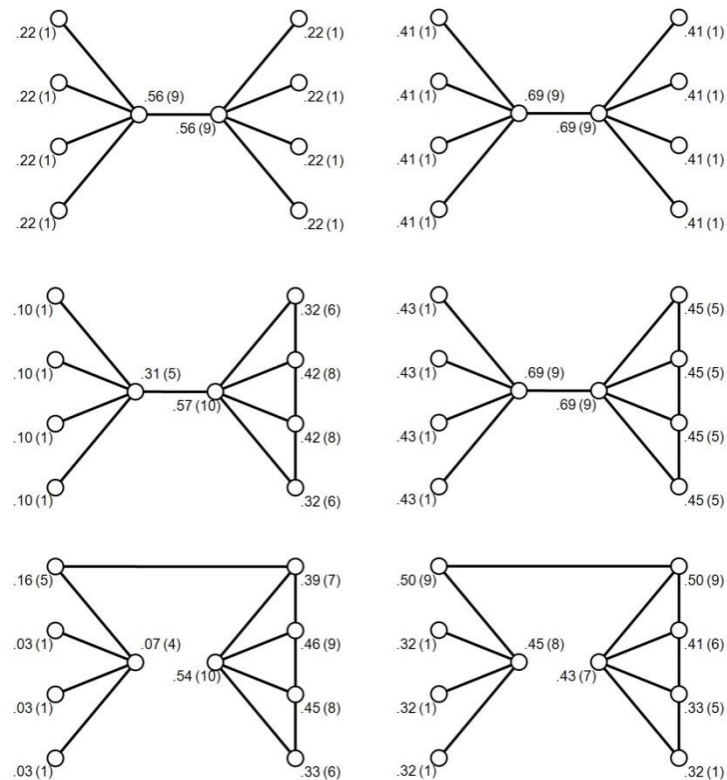 .22 (1) .22 (1) .41 (1) .41 (1)
.22 (1) .56 (9) .22 (1) .41 (1) .69 (9) .41 (1)
.56 (9) .69 (9)
.22 (1) .22 (1) .41 (1) .41 (1)
.22 (1) .22 (1) .41 (1) .41 (1)
.10 (1) .32 (6) .43 (1) .45 (5)
.10 (1) .31 (5) .42 (8) .43 (1) .69 (9) .45 (5)
.57 (10) .69 (9)
.10 (1) .42 (8) .43 (1) .45 (5)
.10 (1) .32 (6) .43 (1) .45 (5)
.16 (5) .39 (7) .50 (9) .50 (9)
.03 (1) .07 (4) .46 (9) .32 (1) .45 (8) .41 (6)
.54 (10) .43 (7)
.03 (1) .45 (8) .32 (1) .33 (5)
.03 (1) .33 (6) .32 (1) .32 (1)